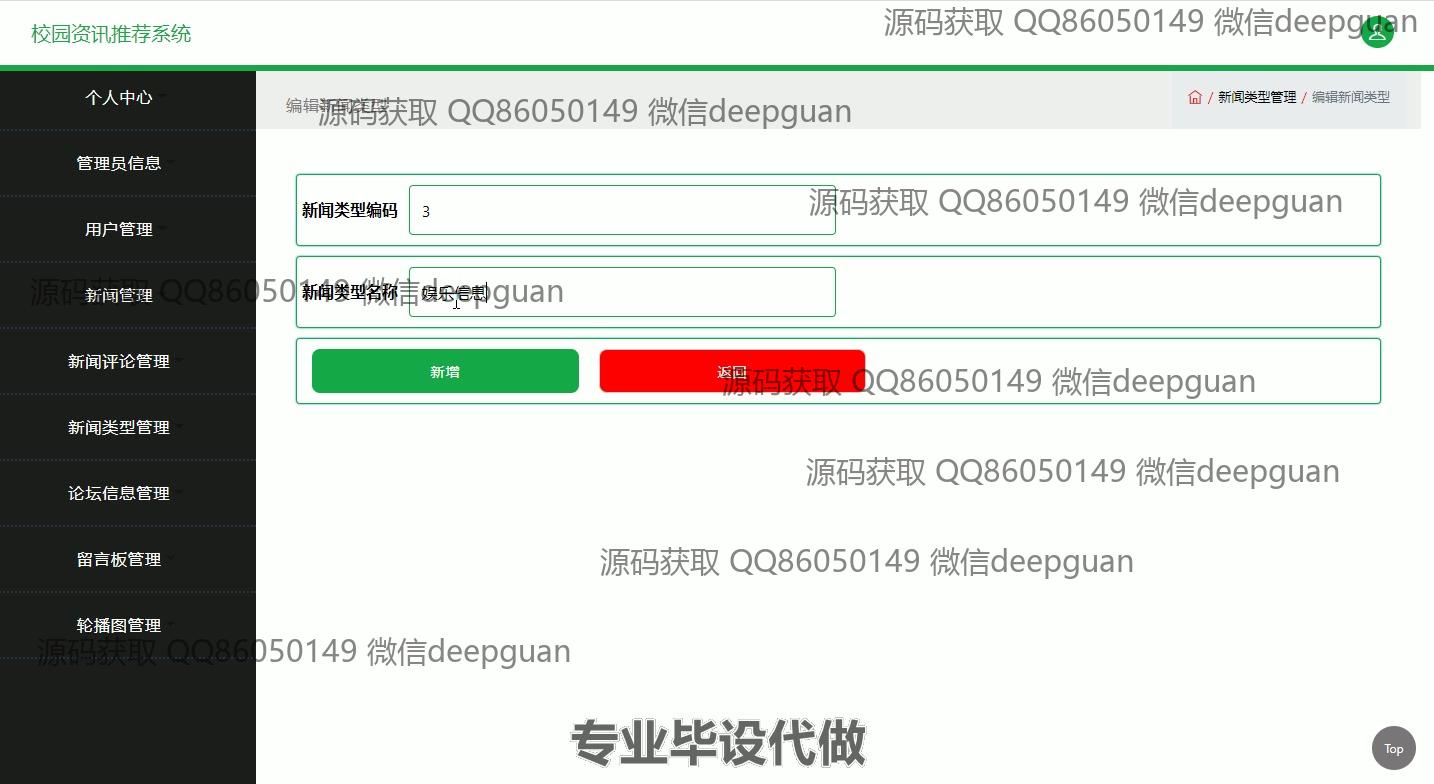 校园资讯推荐系统
源码获取 QQ86050149 微信deepguan
个人中心
管理员信息
用户管理
新闻管理
新闻评论管理
新闻类型管理
论坛信息管理
留言板管理
轮播图管理
编辑新闻类型
源码获取 QQ86050149 微信deepguan
/ 新闻类型管理 / 编辑新闻类型
新闻类型编码 3
源码获取 QQ86050149 微信deepguan
新闻类型名称 娱乐信息
源码获取 QQ86050149 微信deepguan
新增 返回
源码获取 QQ86050149 微信deepguan
源码获取 QQ86050149 微信deepguan
源码获取 QQ86050149 微信deepguan
源码获取 QQ86050149 微信deepguan
专业毕设代做
Top